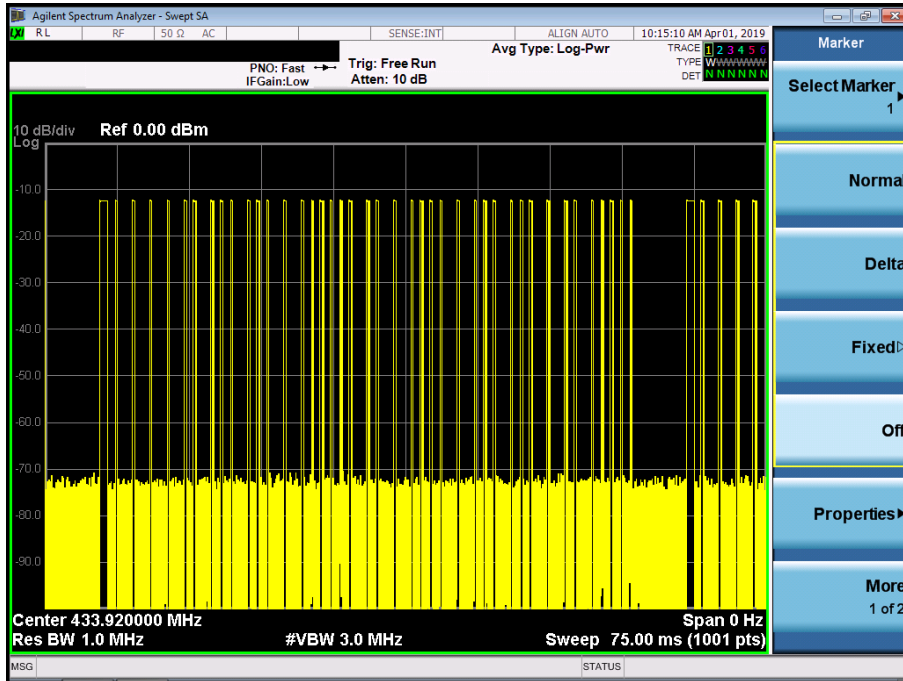 Agilent Spectrum Analyzer - Swept SA
LXI RL RF 50 Ω AC SENSE:INT ALIGN AUTO 10:15:10 AM Apr 01, 2019
Marker
Avg Type: Log-Pwr TRACE 1 2 3 4 5 6
PNO: Fast Trig: Free Run TYPE WWWWWW
IFGain:Low Atten: 10 dB DET N N N N N N
Select Marker
1
10 dB/div Ref 0.00 dBm
Log
-10.0
Normal
-20.0
Delta
-30.0
-40.0
Fixed
-50.0
-60.0
Off
-70.0
-80.0
Properties
-90.0
More
1 of 2
Center 433.920000 MHz Span 0 Hz
Res BW 1.0 MHz #VBW 3.0 MHz Sweep 75.00 ms (1001 pts)
MSG STATUS